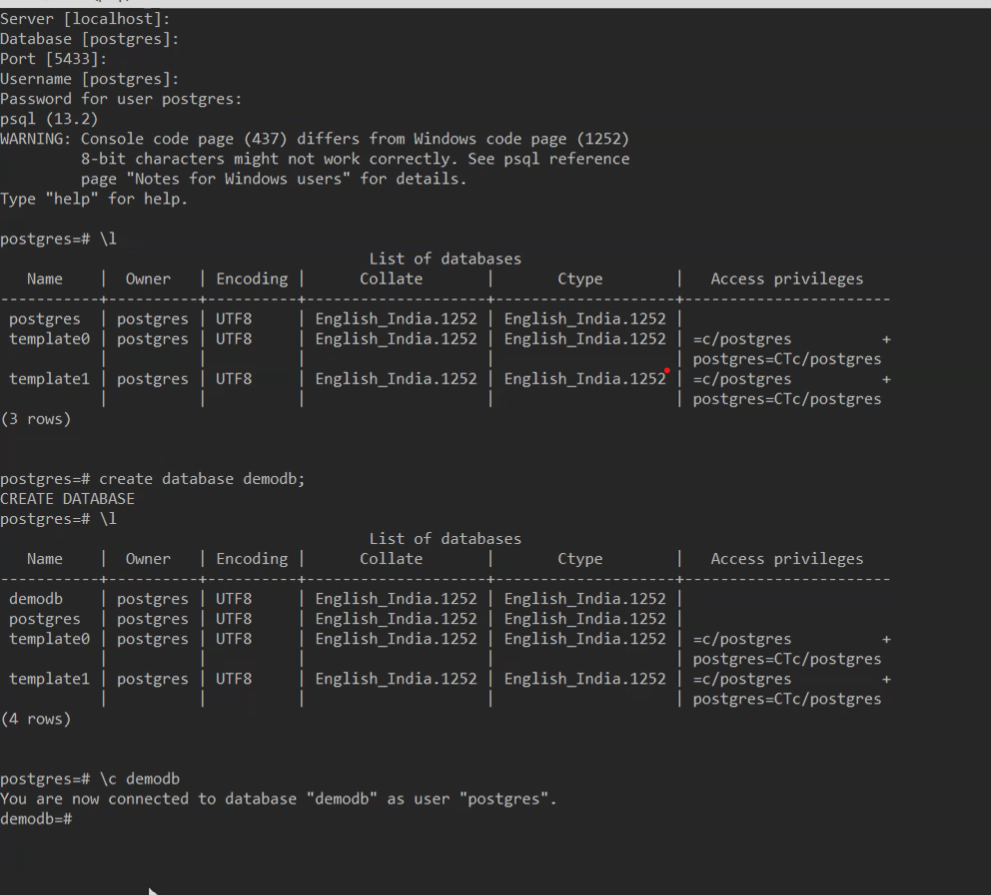 Server [localhost]:
Database [postgres]:
Port [5433]:
Username [postgres]:
Password for user postgres:
psql (13.2)
WARNING: Console code page (437) differs from Windows code page (1252)
         8-bit characters might not work correctly. See psql reference
         page "Notes for Windows users" for details.
Type "help" for help.

postgres=# \l
                                         List of databases
   Name    |  Owner   | Encoding |      Collate       |       Ctype        |   Access privileges
-----------+----------+----------+--------------------+--------------------+-----------------------
 postgres  | postgres | UTF8     | English_India.1252 | English_India.1252 |
 template0 | postgres | UTF8     | English_India.1252 | English_India.1252 | =c/postgres          +
           |          |          |                    |                    | postgres=CTc/postgres
 template1 | postgres | UTF8     | English_India.1252 | English_India.1252 | =c/postgres          +
           |          |          |                    |                    | postgres=CTc/postgres
(3 rows)


postgres=# create database demodb;
CREATE DATABASE
postgres=# \l
                                         List of databases
   Name    |  Owner   | Encoding |      Collate       |       Ctype        |   Access privileges
-----------+----------+----------+--------------------+--------------------+-----------------------
 demodb    | postgres | UTF8     | English_India.1252 | English_India.1252 |
 postgres  | postgres | UTF8     | English_India.1252 | English_India.1252 |
 template0 | postgres | UTF8     | English_India.1252 | English_India.1252 | =c/postgres          +
           |          |          |                    |                    | postgres=CTc/postgres
 template1 | postgres | UTF8     | English_India.1252 | English_India.1252 | =c/postgres          +
           |          |          |                    |                    | postgres=CTc/postgres
(4 rows)


postgres=# \c demodb
You are now connected to database "demodb" as user "postgres".
demodb=#